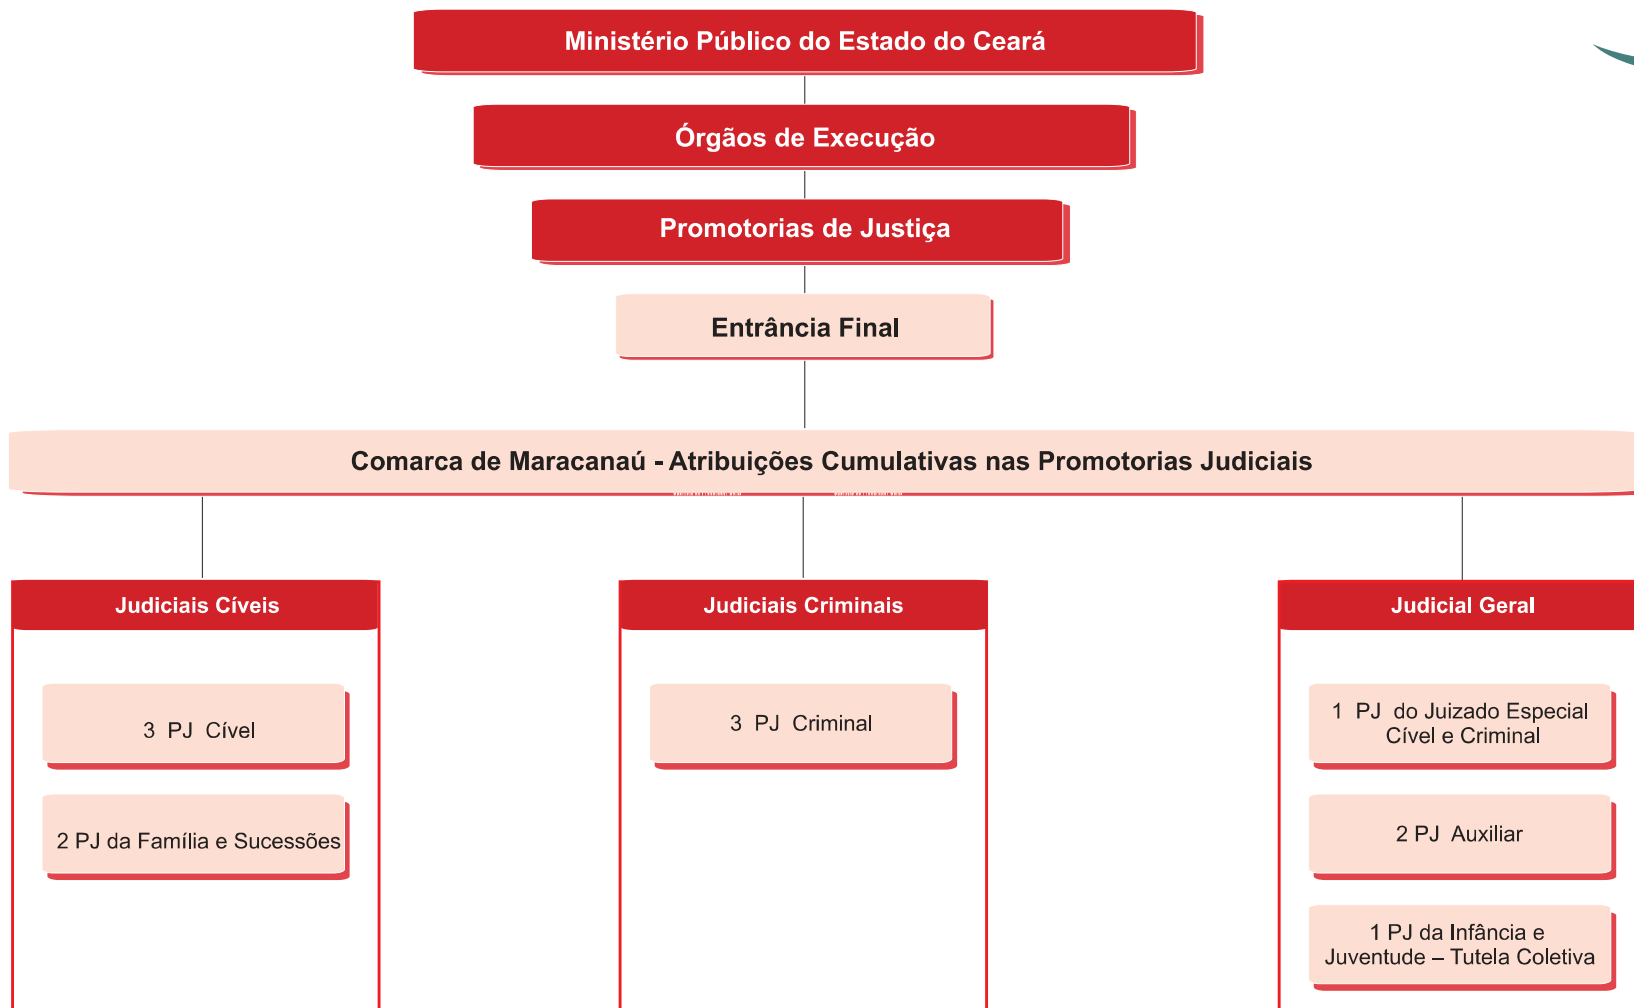 Ministério Público do Estado do Ceará
Órgãos de Execução
Promotorias de Justiça
Entrância Final
Comarca de Maracanaú - Atribuições Cumulativas nas Promotorias Judiciais
Judiciais Cíveis
3 PJ Cível
2 PJ da Família e Sucessões
Judiciais Criminais
3 PJ Criminal
Judicial Geral
1 PJ do Juizado Especial
Cível e Criminal
2 PJ Auxiliar
1 PJ da Infância e
Juventude – Tutela Coletiva